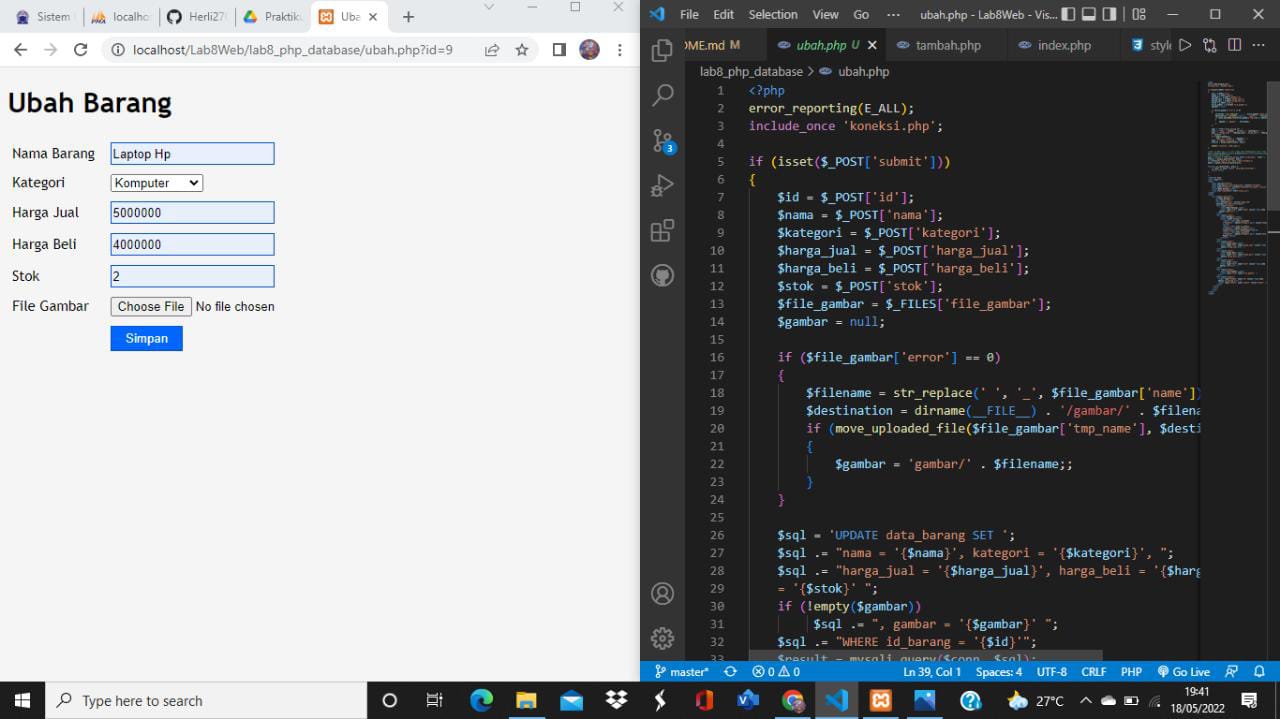 Sistem
localhos
Herli27
Praktiku
Uba
localhost/Lab8Web/lab8_php_database/ubah.php?id=9
Ubah Barang
Nama Barang Laptop Hp
Kategori Komputer
Harga Jual 5000000
Harga Beli 4000000
Stok 2
File Gambar Choose File No file chosen
Simpan
File Edit Selection View Go ··· ubah.php - Lab8Web - Vis...
OME.md M ubah.php U tambah.php index.php style
lab8_php_database > ubah.php
1 <?php
2 error_reporting(E_ALL);
3 include_once 'koneksi.php';
4
5 if (isset($_POST['submit']))
6 {
7 $id = $_POST['id'];
8 $nama = $_POST['nama'];
9 $kategori = $_POST['kategori'];
10 $harga_jual = $_POST['harga_jual'];
11 $harga_beli = $_POST['harga_beli'];
12 $stok = $_POST['stok'];
13 $file_gambar = $_FILES['file_gambar'];
14 $gambar = null;
15
16 if ($file_gambar['error'] == 0)
17 {
18 $filename = str_replace(' ', '_', $file_gambar['name'])
19 $destination = dirname(__FILE__) . '/gambar/' . $filena
20 if (move_uploaded_file($file_gambar['tmp_name'], $desti
21 {
22 $gambar = 'gambar/' . $filename;;
23 }
24 }
25
26 $sql = 'UPDATE data_barang SET ';
27 $sql .= "nama = '{$nama}', kategori = '{$kategori}', ";
28 $sql .= "harga_jual = '{$harga_jual}', harga_beli = '{$harg
29 = '{$stok}' ";
30 if (!empty($gambar))
31 $sql .= ", gambar = '{$gambar}' ";
32 $sql .= "WHERE id_barang = '{$id}'";
33 $result = mysqli_query($conn, $sql);
3
master* 0 0 Ln 39, Col 1 Spaces: 4 UTF-8 CRLF PHP Go Live
Type here to search
27°C
19:41
18/05/2022